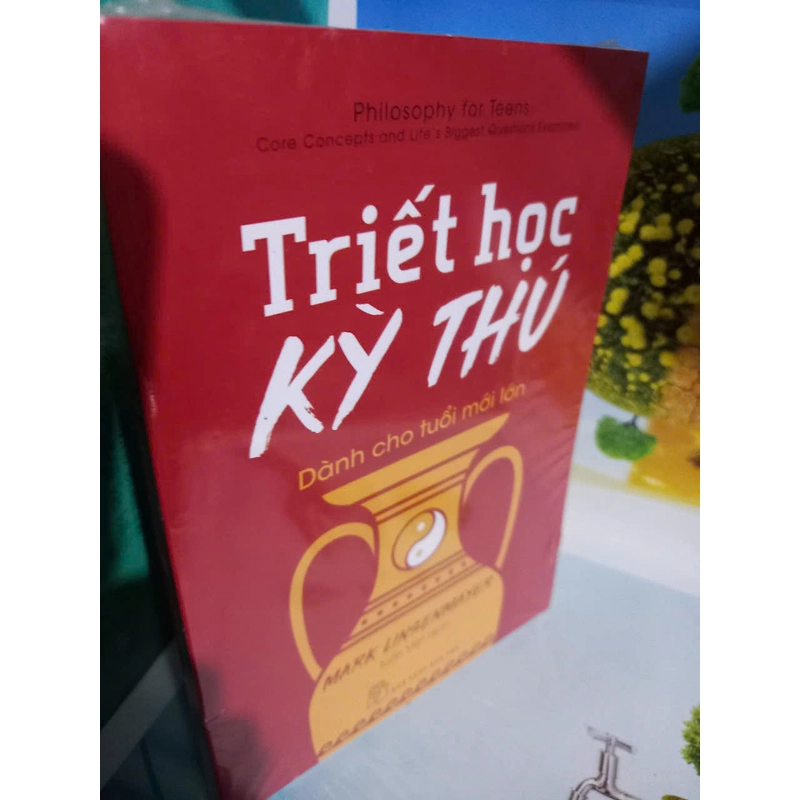 Philosophy for Teens
Core Concepts and Life's Biggest Questions Examined
Triết học
KỲ THÚ
Dành cho tuổi mới lớn
MARK LINSENMAYER